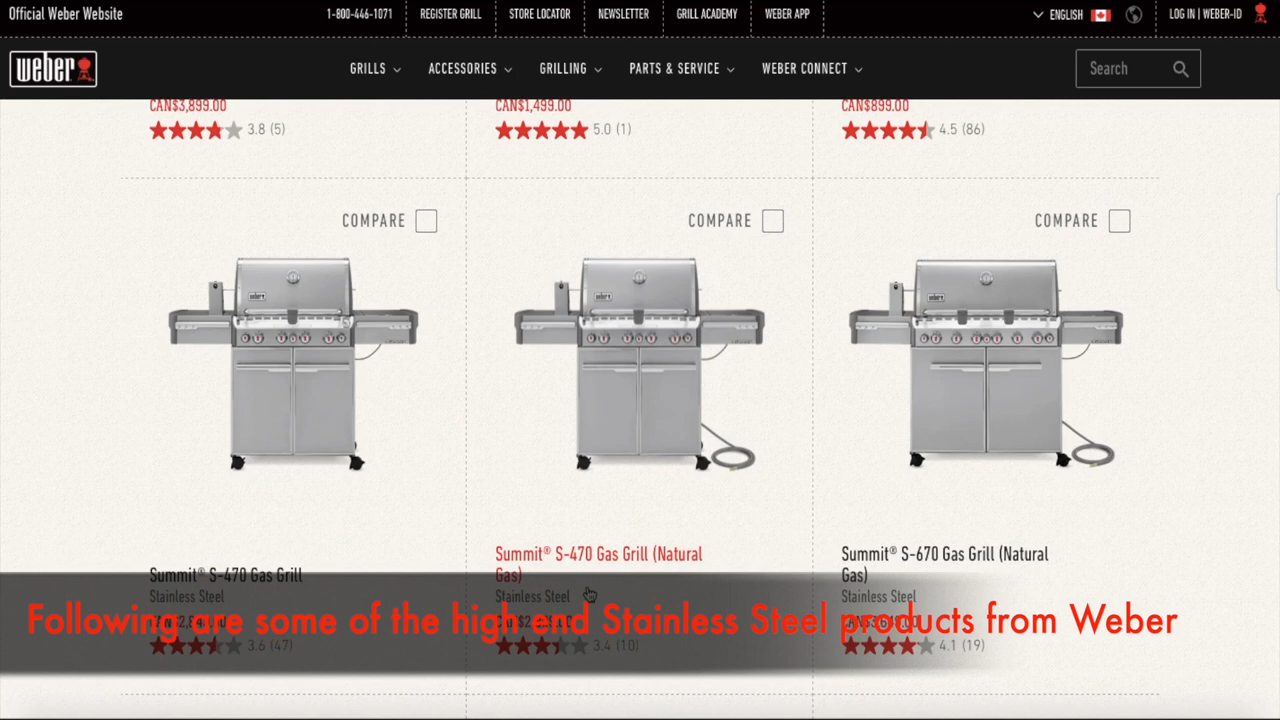 Official Weber Website
1-800-446-1071
REGISTER GRILL
STORE LOCATOR
NEWSLETTER
GRILL ACADEMY
WEBER APP
ENGLISH
LOG IN | WEBER-ID
weber
GRILLS
ACCESSORIES
GRILLING
PARTS & SERVICE
WEBER CONNECT
Search
CAN$3,899.00
CAN$1,499.00
CAN$899.00
3.8 (5)
5.0 (1)
4.5 (86)
COMPARE
COMPARE
COMPARE
weber
weber
weber
Summit® S-470 Gas Grill
Stainless Steel
3.6 (47)
Summit® S-470 Gas Grill (Natural
Gas)
Stainless Steel
3.4 (10)
Summit® S-670 Gas Grill (Natural
Gas)
Stainless Steel
4.1 (19)
Following are some of the high end Stainless Steel products from Weber